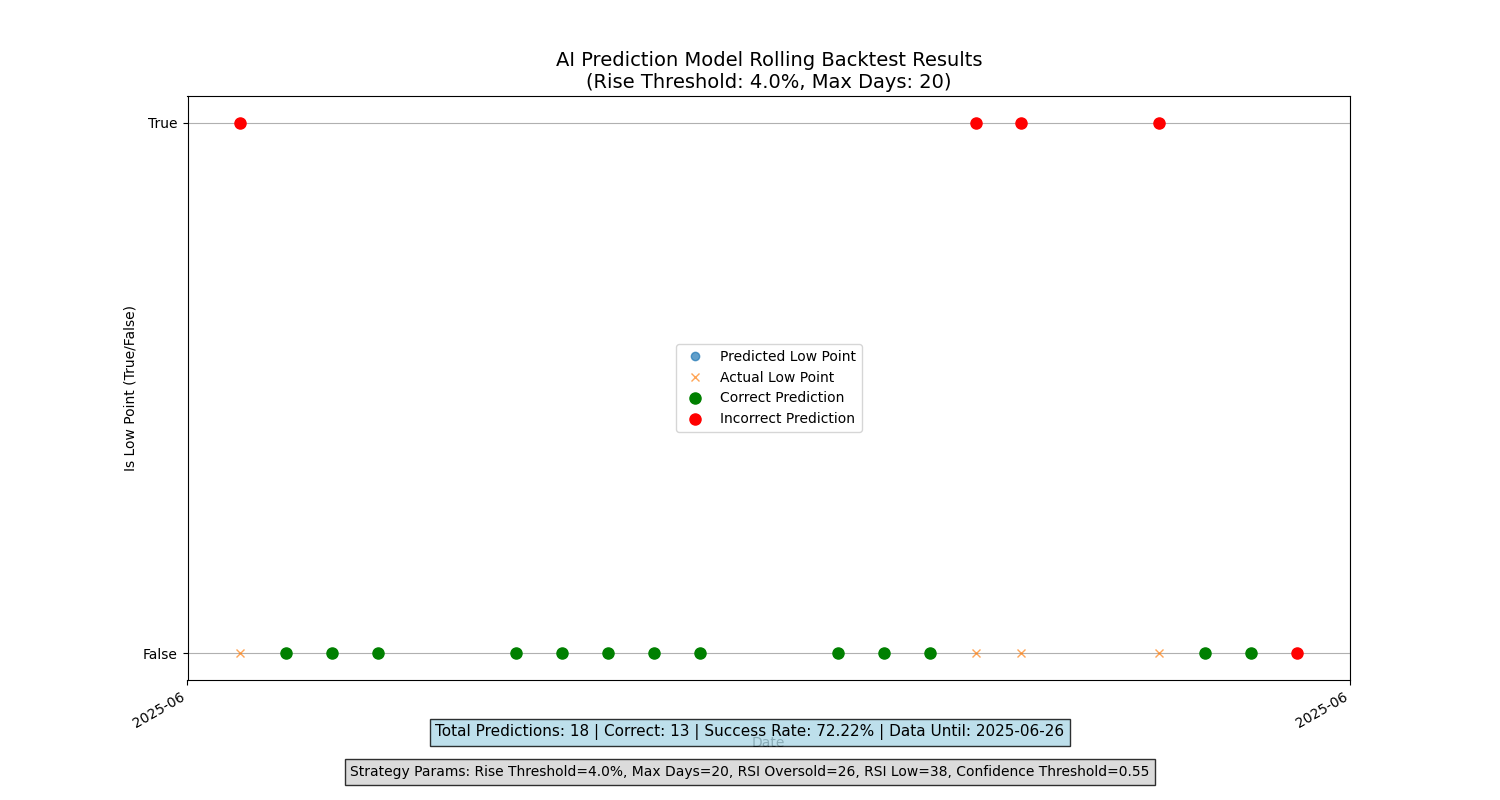 AI Prediction Model Rolling Backtest Results
(Rise Threshold: 4.0%, Max Days: 20)
True
Is Low Point (True/False)
Predicted Low Point
Actual Low Point
Correct Prediction
Incorrect Prediction
False
2025-06
2025-06
Total Predictions: 18 | Correct: 13 | Success Rate: 72.22% | Data Until: 2025-06-26
Date
Strategy Params: Rise Threshold=4.0%, Max Days=20, RSI Oversold=26, RSI Low=38, Confidence Threshold=0.55